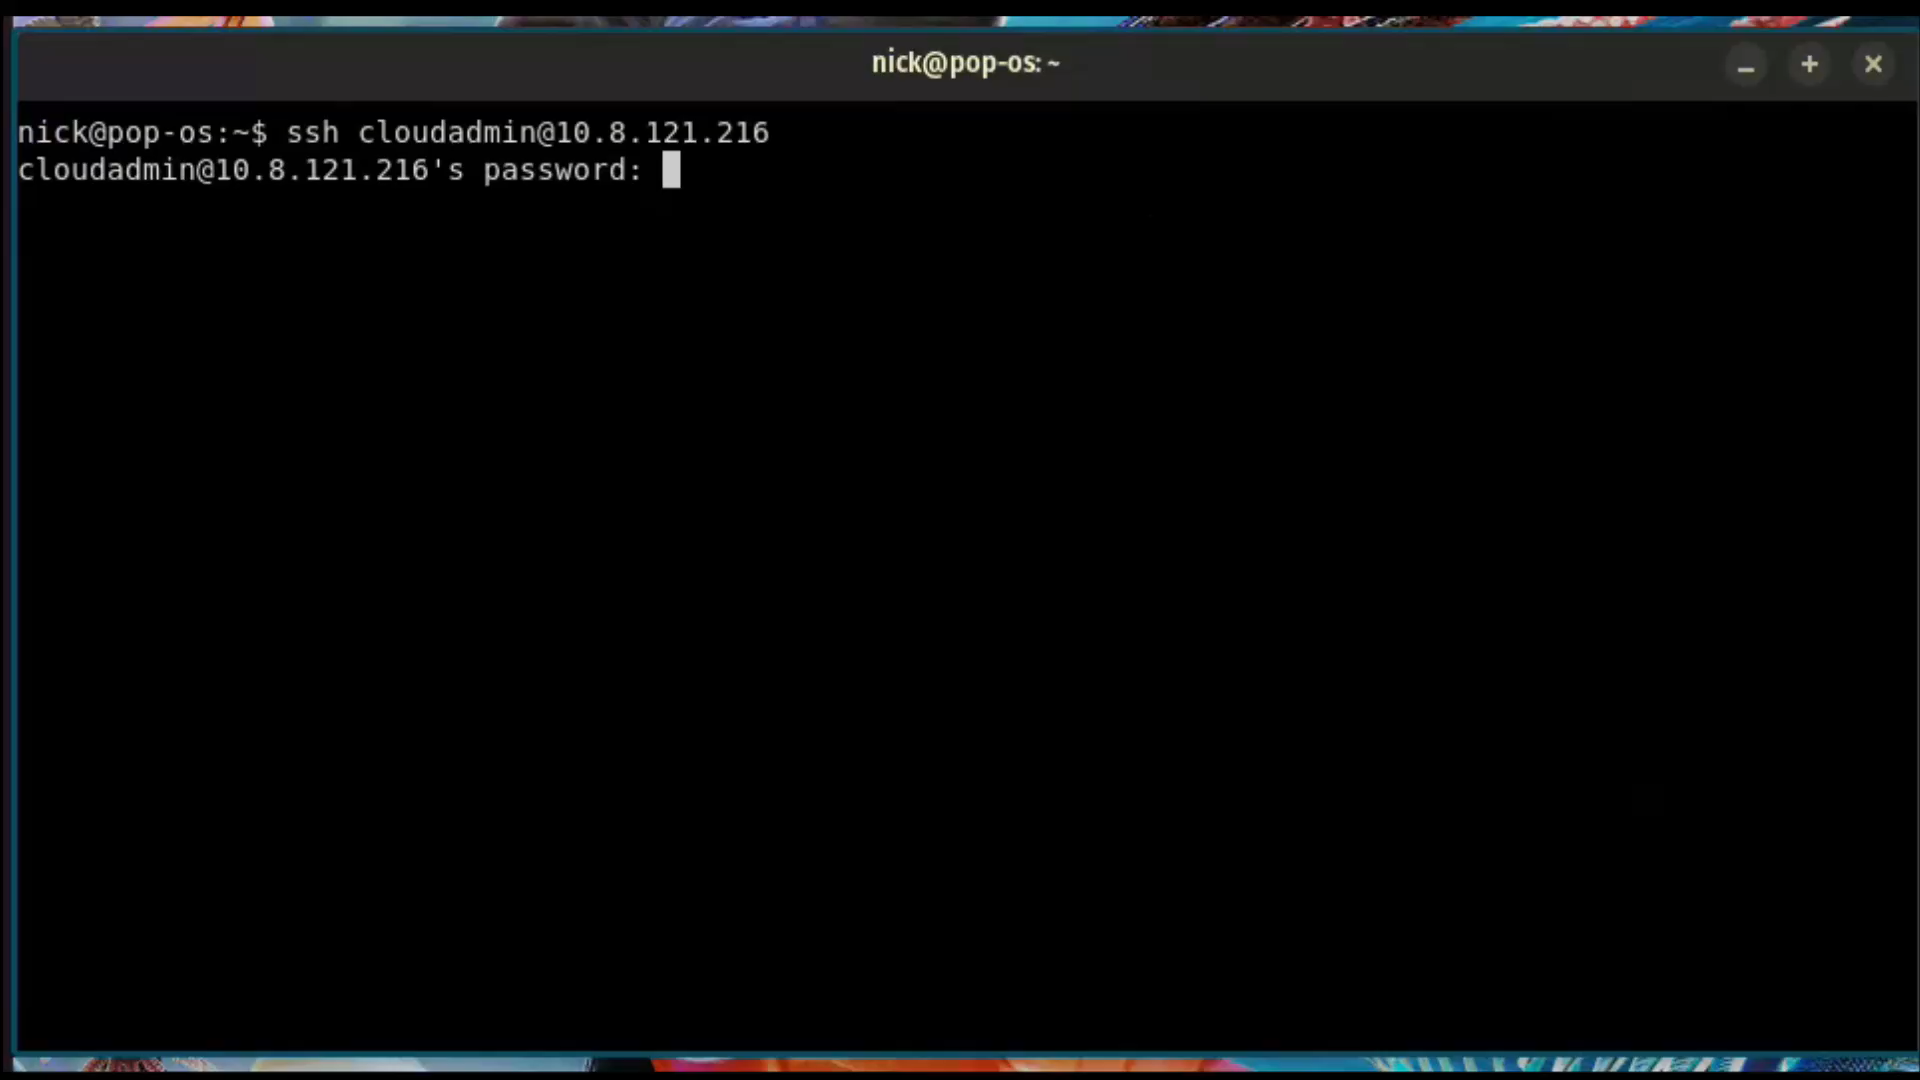 nick@pop-os: ~
nick@pop-os:~$ ssh cloudadmin@10.8.121.216
cloudadmin@10.8.121.216's password: